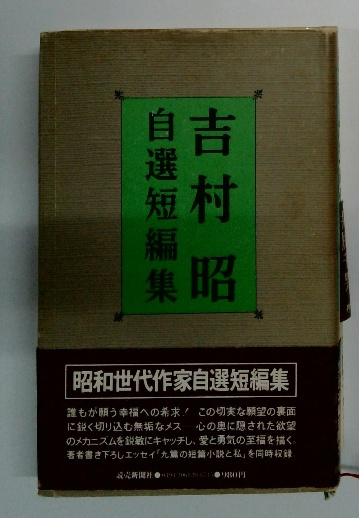 吉村昭
自選短編集
昭和世代作家自選短編集
誰もが願う幸福への希求！ この切実な願望の裏面
に鋭く切り込む無垢なメス──心の奥に隠された欲望
のメカニズムを鋭敏にキャッチし、愛と勇気の至福を描く。
著者書き下ろしエッセイ「九篇の短篇小説と私」を同時収録
読売新聞社● ●980円